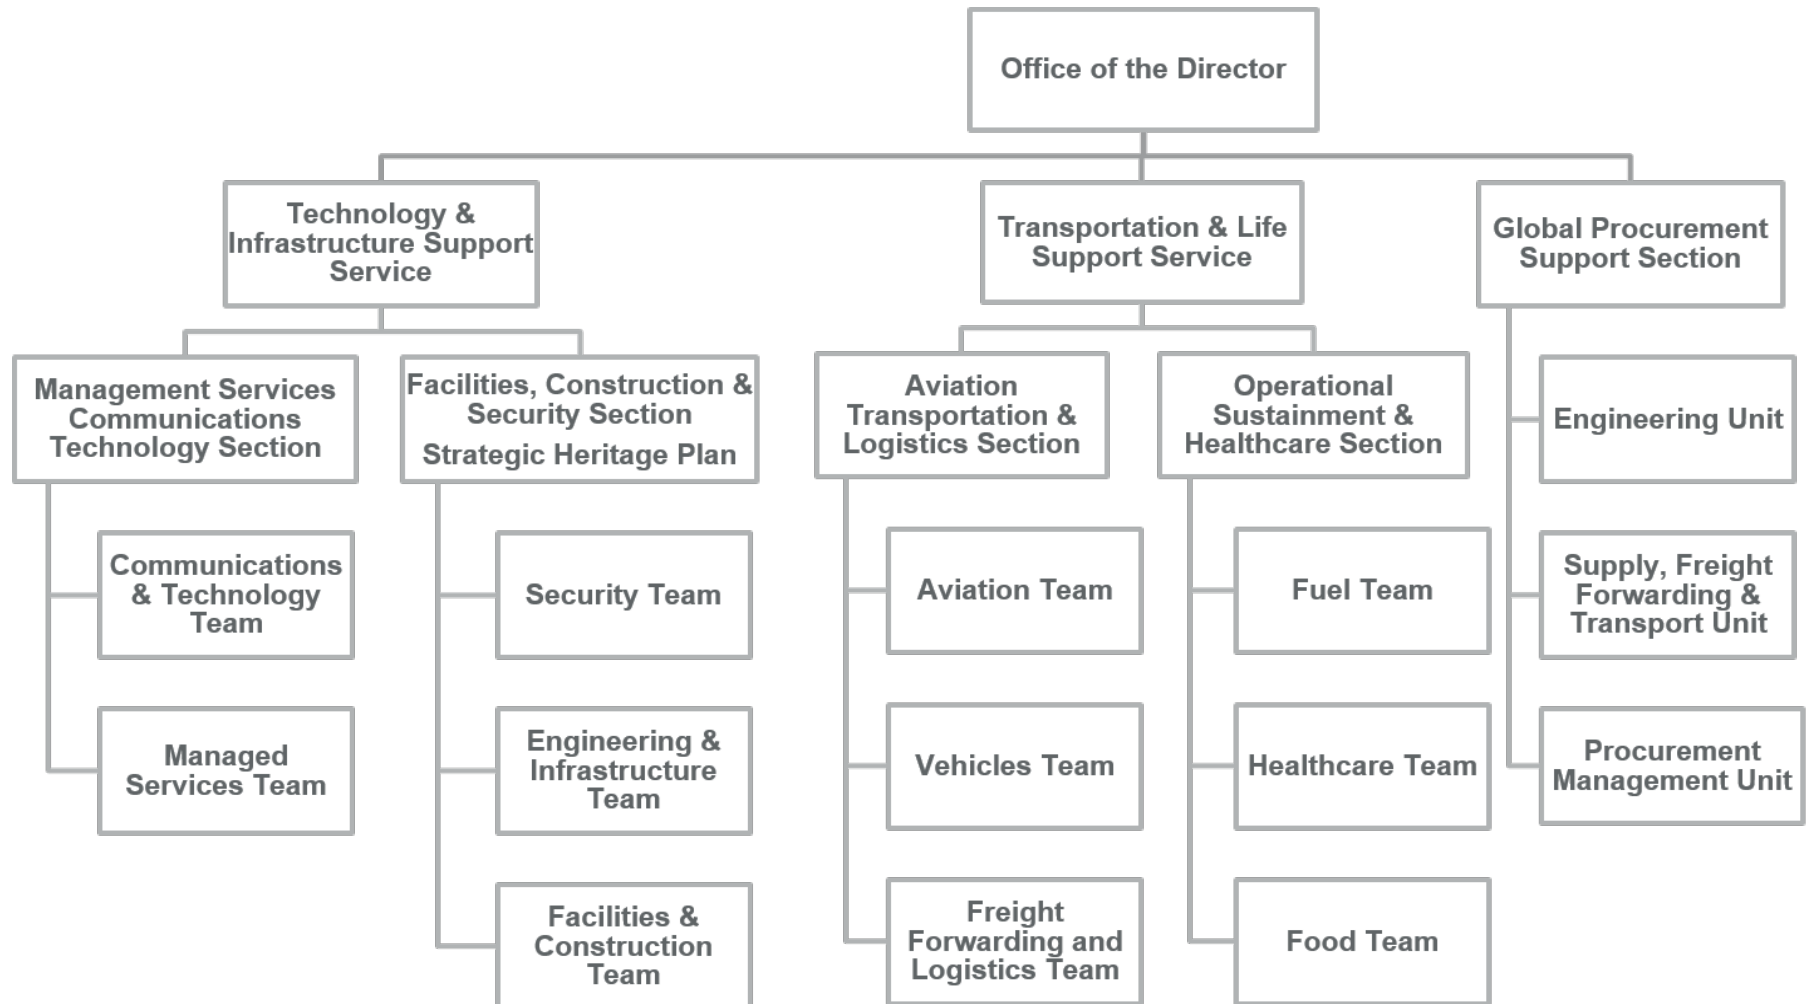 Office of the Director
Technology &
Infrastructure Support
Service
Transportation & Life
Support Service
Global Procurement
Support Section
Management Services
Communications
Technology Section
Facilities, Construction &
Security Section
Strategic Heritage Plan
Aviation
Transportation &
Logistics Section
Operational
Sustainment &
Healthcare Section
Engineering Unit
Communications
& Technology
Team
Security Team
Aviation Team
Fuel Team
Supply, Freight
Forwarding &
Transport Unit
Managed
Services Team
Engineering &
Infrastructure
Team
Vehicles Team
Healthcare Team
Procurement
Management Unit
Facilities &
Construction
Team
Freight
Forwarding and
Logistics Team
Food Team